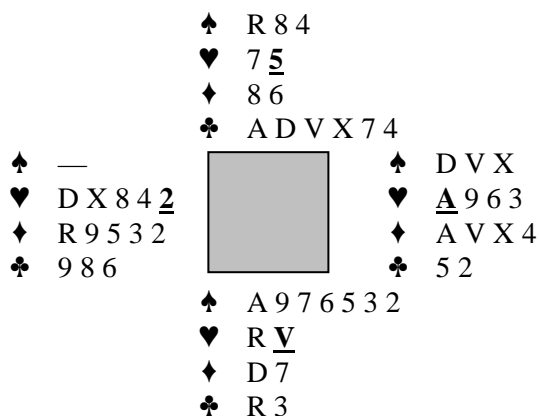 ♠ R 8 4
♥ 7 5
♦ 8 6
♣ A D V X 7 4
♠ —
♥ D X 8 4 2
♦ R 9 5 3 2
♣ 9 8 6
♠ D V X
♥ A 9 6 3
♦ A V X 4
♣ 5 2
♠ A 9 7 6 5 3 2
♥ R V
♦ D 7
♣ R 3